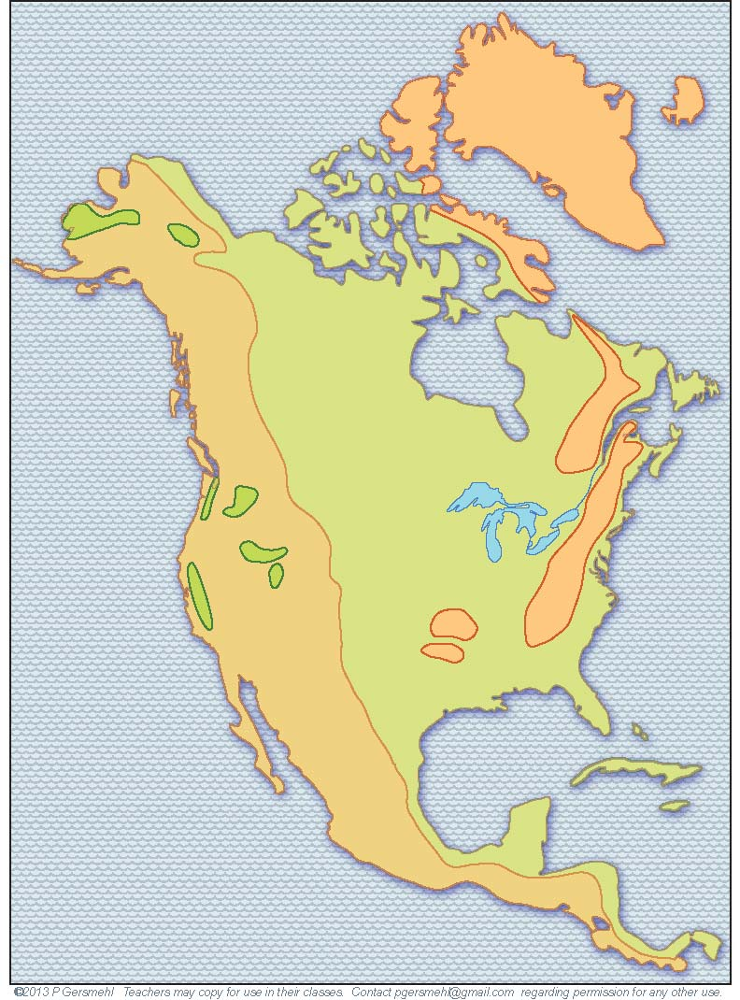 ©2013 P Gersmehl   Teachers may copy for use in their classes.   Contact pgersmehl@gmail.com   regarding permission for any other use.